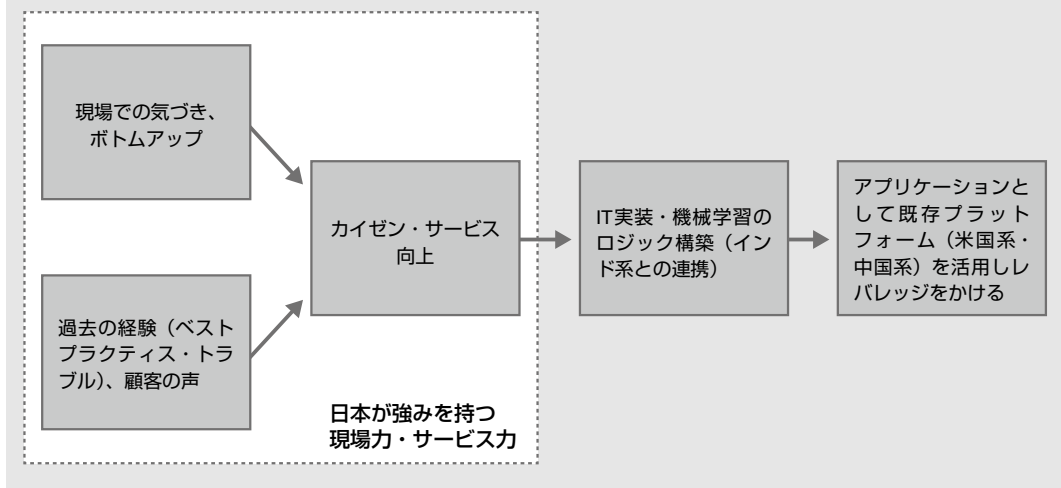 現場での気づき、
ボトムアップ
過去の経験（ベスト
プラクティス・トラ
ブル）、顧客の声
カイゼン・サービス
向上
日本が強みを持つ
現場力・サービス力
IT実装・機械学習の
ロジック構築（イン
ド系との連携）
アプリケーションと
して既存プラット
フォーム（米国系・
中国系）を活用しレ
バレッジをかける